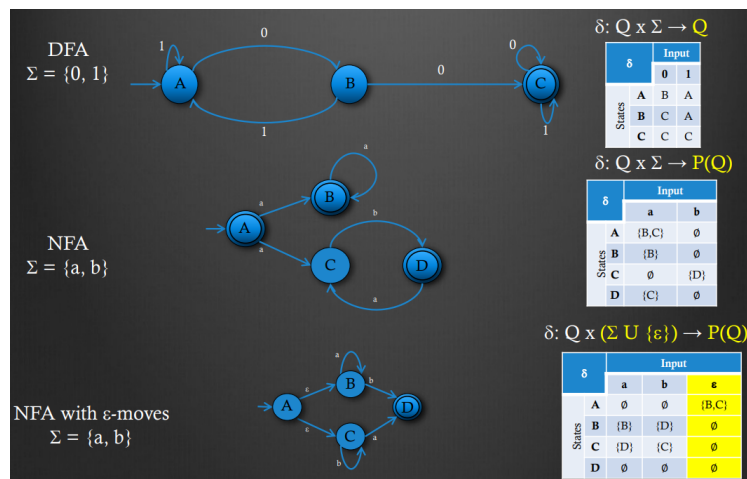 DFA
Σ = {0, 1}
1
0
A
B
0
1
0
C
1
δ: Q x Σ → Q
δ Input
0 1
States
A B A
B C A
C C C
NFA
Σ = {a, b}
a
B
a
A
a
b
C
D
a
δ: Q x Σ → P(Q)
δ Input
a b
States
A {B,C} ∅
B {B} ∅
C ∅ {D}
D {C} ∅
NFA with ε-moves
Σ = {a, b}
a
B
ε
b
A
D
ε
C
a
b
δ: Q x (Σ U {ε}) → P(Q)
δ Input
a b ε
States
A ∅ ∅ {B,C}
B {B} {D} ∅
C {D} {C} ∅
D ∅ ∅ ∅